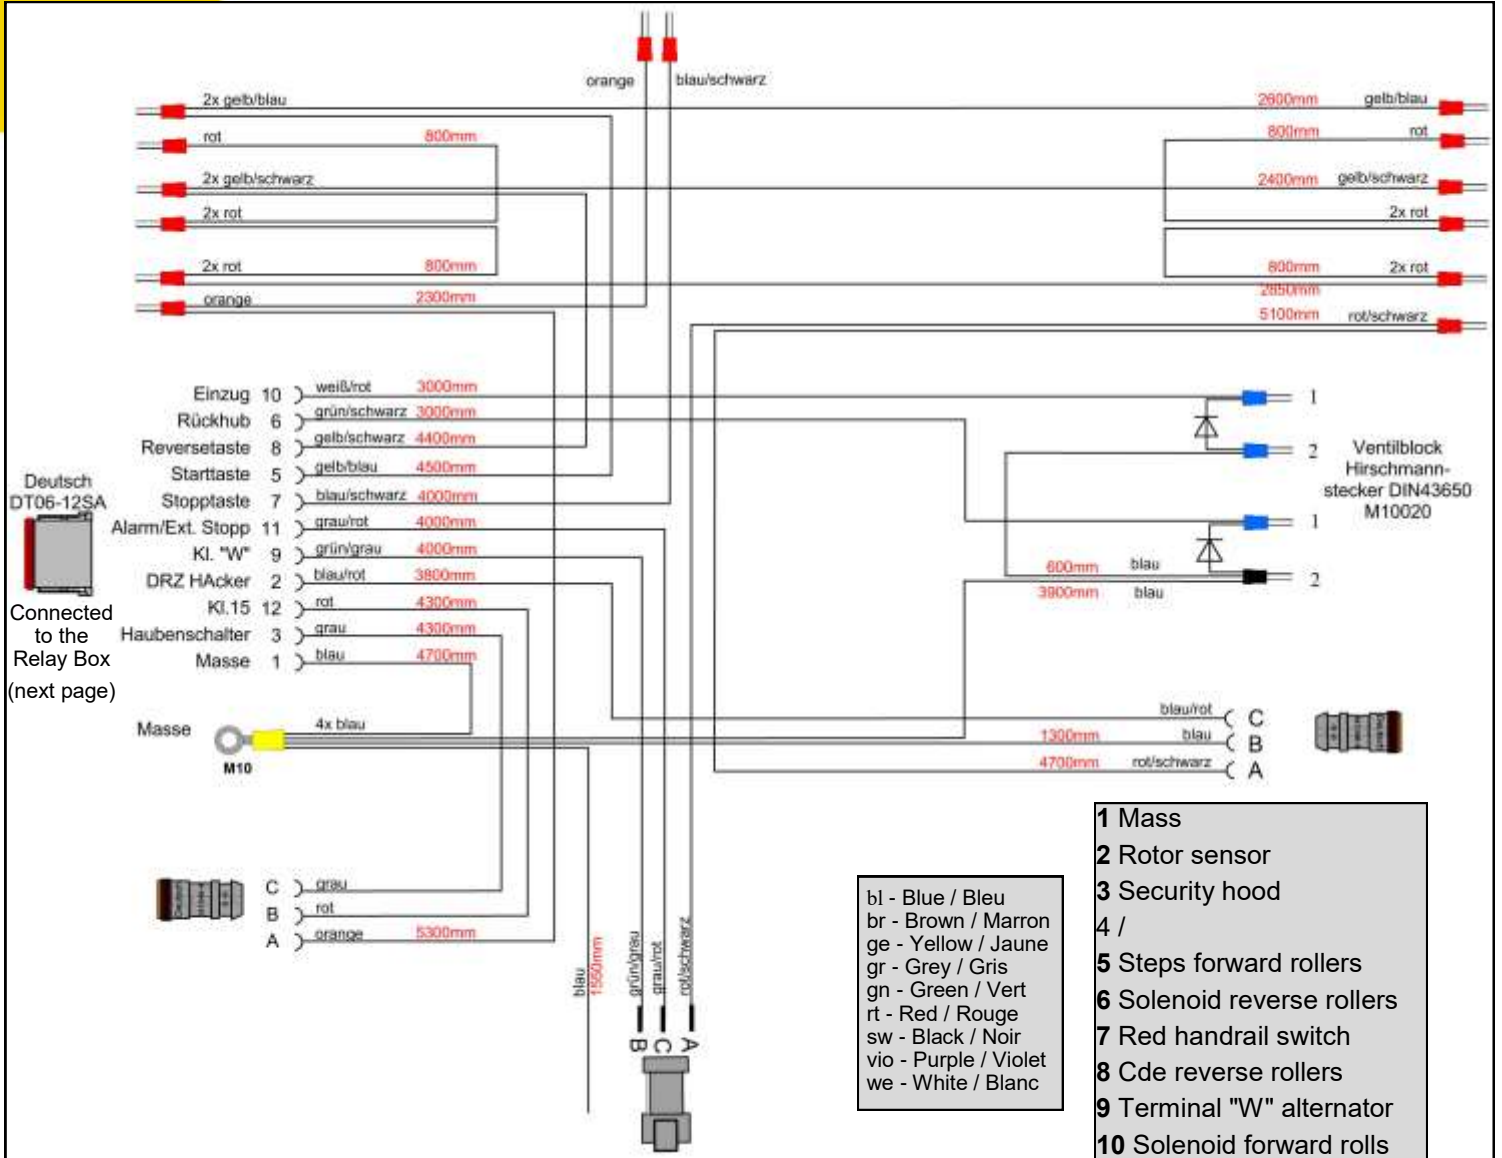 orange
blau/schwarz
2x gelb/blau
2600mm gelb/blau
rot 800mm
800mm rot
2x gelb/schwarz
2400mm gelb/schwarz
2x rot
2x rot
2x rot 800mm
800mm 2x rot
orange 2300mm
2850mm
5100mm rot/schwarz
Einzug 10 weiß/rot 3000mm
Rückhub 6 grün/schwarz 3000mm
Reversetaste 8 gelb/schwarz 4400mm
Starttaste 5 gelb/blau 4500mm
Stopptaste 7 blau/schwarz 4000mm
Alarm/Ext. Stopp 11 grau/rot 4000mm
Kl. "W" 9 grün/grau 4000mm
DRZ HAcker 2 blau/rot 3800mm
Kl.15 12 rot 4300mm
Haubenschalter 3 grau 4300mm
Masse 1 blau 4700mm
Deutsch
DT06-12SA
Connected
to the
Relay Box
(next page)
1
2
Ventilblock
Hirschmann-
stecker DIN43650
M10020
1
2
600mm blau
3900mm blau
Masse
4x blau
M10
blau/rot C
1300mm blau B
4700mm rot/schwarz A
C grau
B rot
A orange 5300mm
blau
1550mm
grün/grau
grau/rot
rot/schwarz
B C A
bl - Blue / Bleu
br - Brown / Marron
ge - Yellow / Jaune
gr - Grey / Gris
gn - Green / Vert
rt - Red / Rouge
sw - Black / Noir
vio - Purple / Violet
we - White / Blanc
1 Mass
2 Rotor sensor
3 Security hood
4 /
5 Steps forward rollers
6 Solenoid reverse rollers
7 Red handrail switch
8 Cde reverse rollers
9 Terminal "W" alternator
10 Solenoid forward rolls